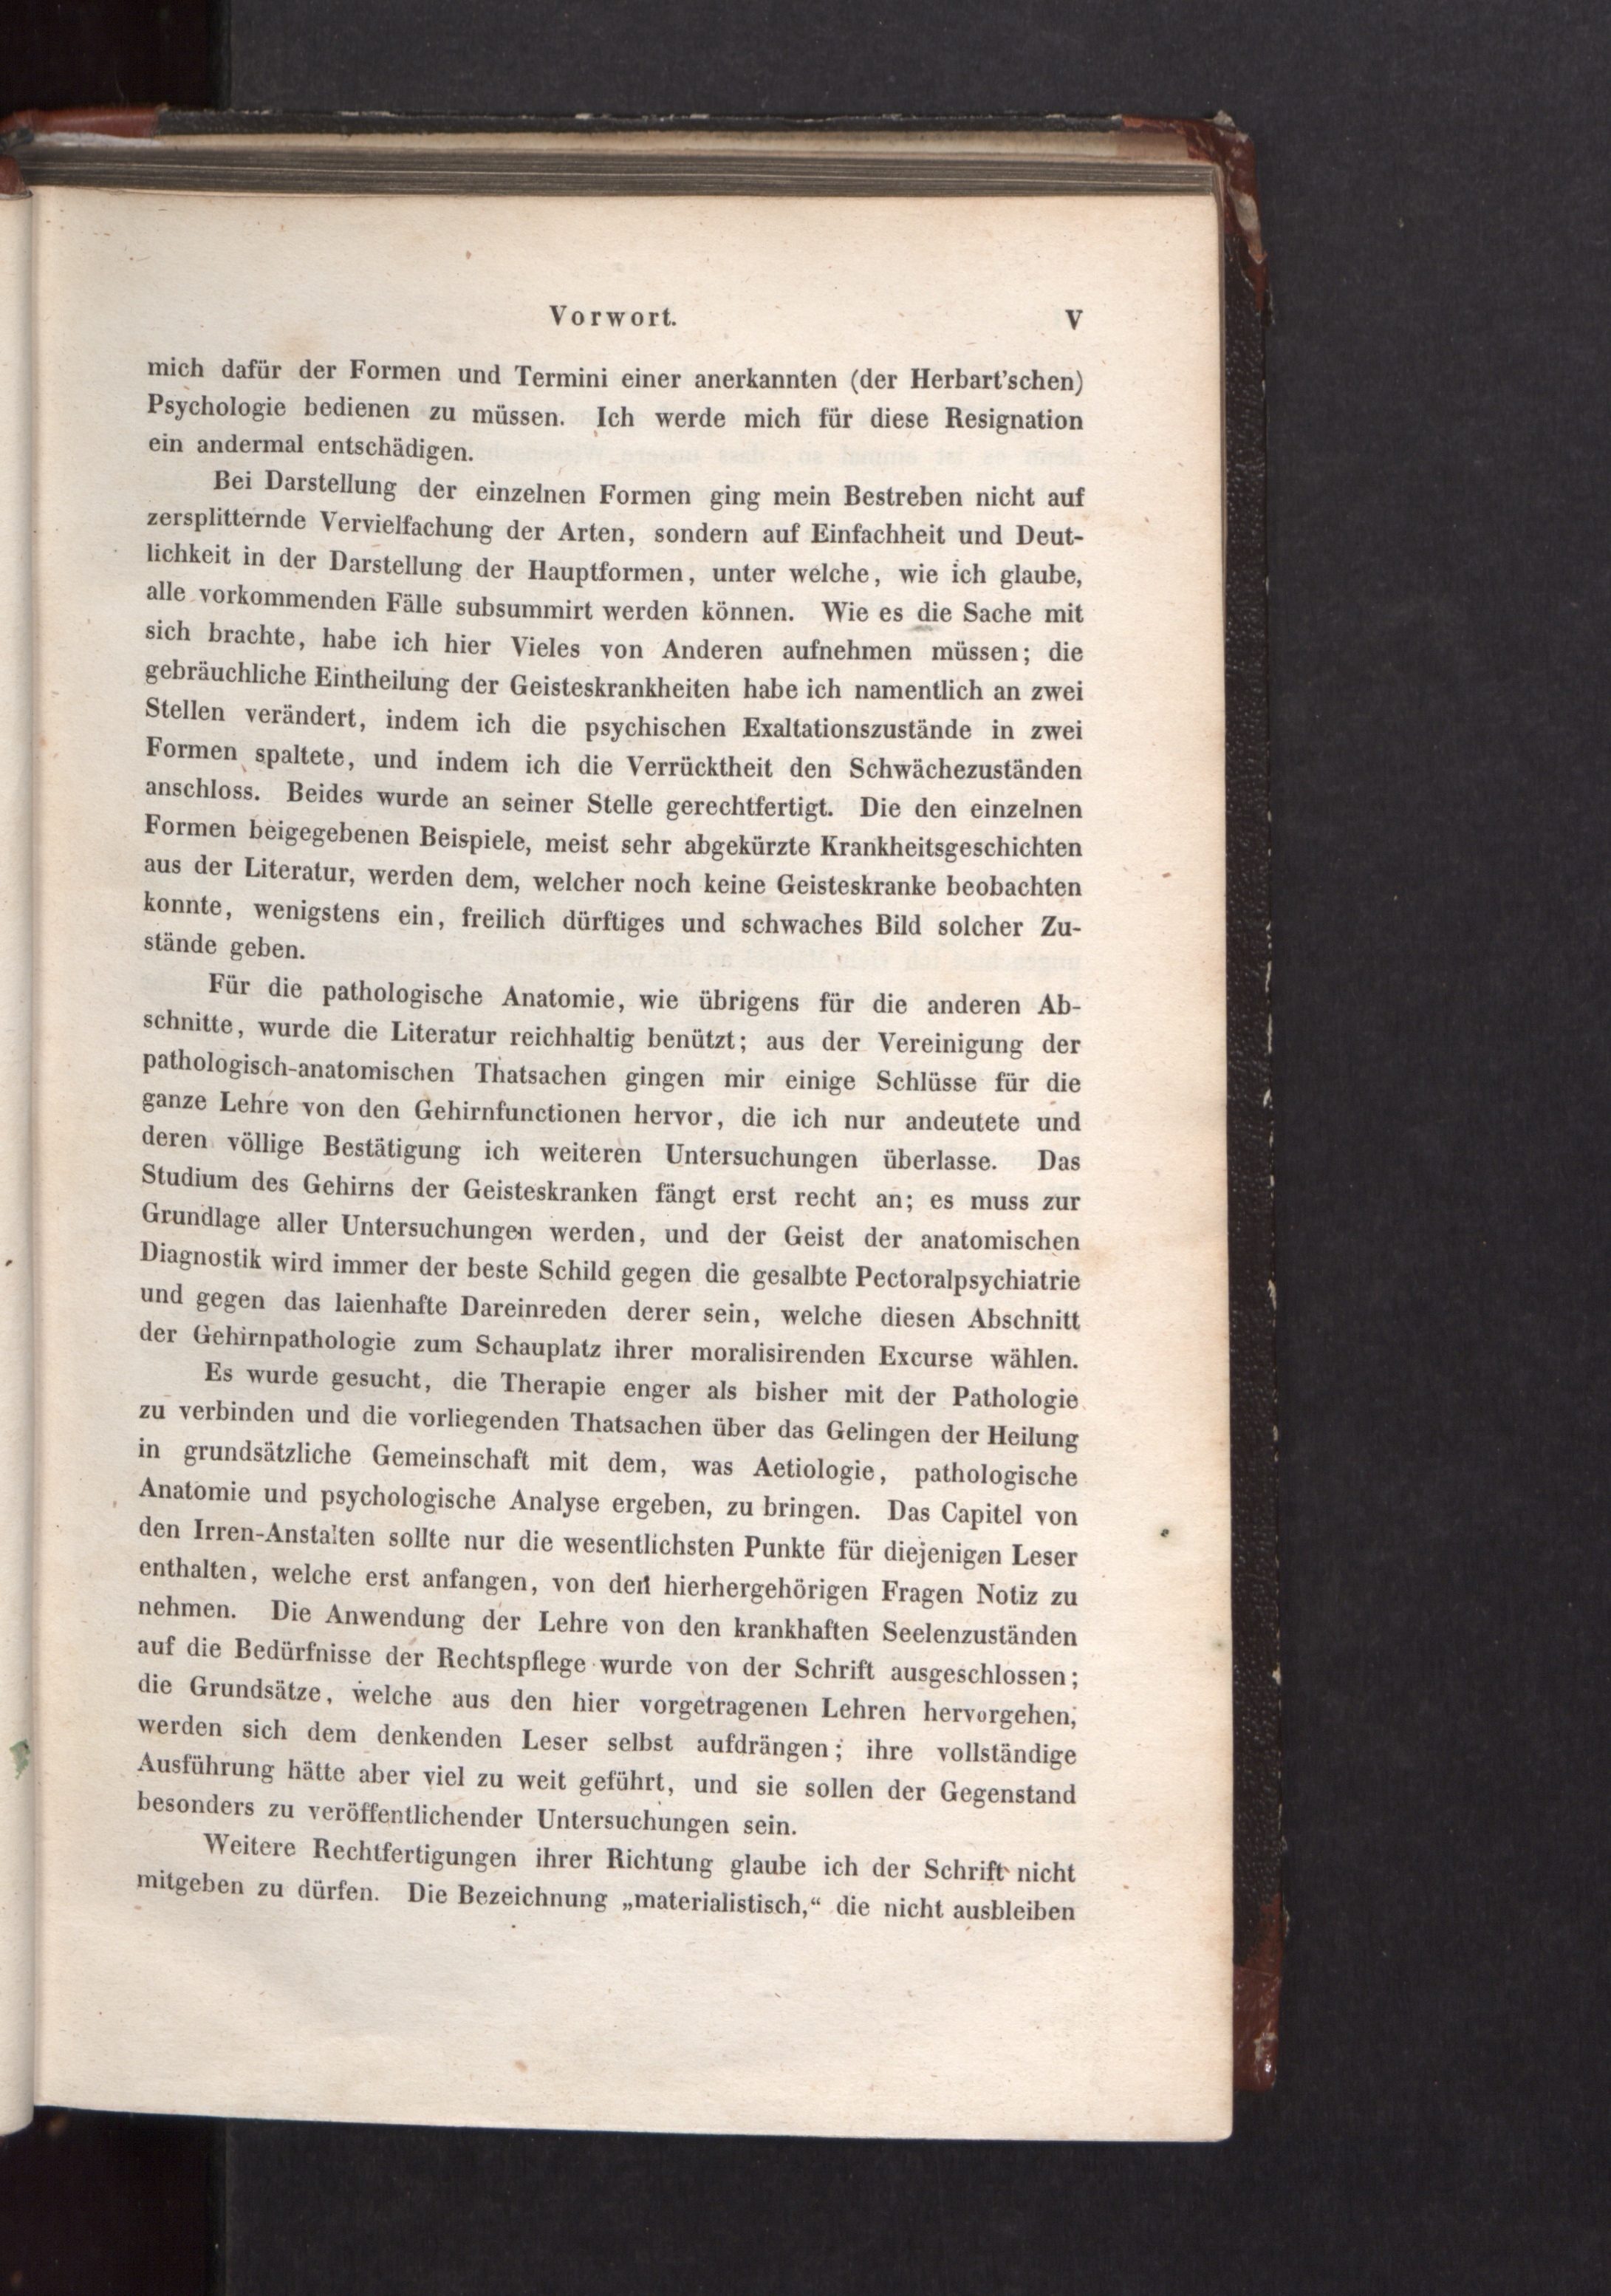 Vorwort. V
mich dafür der Formen und Termini einer anerkannten (der Herbart'schen)
Psychologie bedienen zu müssen. Ich werde mich für diese Resignation
ein andermal entschädigen.
Bei Darstellung der einzelnen Formen ging mein Bestreben nicht auf
zersplitternde Vervielfachung der Arten, sondern auf Einfachheit und Deut-
lichkeit in der Darstellung der Hauptformen, unter welche, wie ich glaube,
alle vorkommenden Fälle subsummirt werden können. Wie es die Sache mit
sich brachte, habe ich hier Vieles von Anderen aufnehmen müssen; die
gebräuchliche Eintheilung der Geisteskrankheiten habe ich namentlich an zwei
Stellen verändert, indem ich die psychischen Exaltationszustände in zwei
Formen spaltete, und indem ich die Verrücktheit den Schwächezuständen
anschloss. Beides wurde an seiner Stelle gerechtfertigt. Die den einzelnen
Formen beigegebenen Beispiele, meist sehr abgekürzte Krankheitsgeschichten
aus der Literatur, werden dem, welcher noch keine Geisteskranke beobachten
konnte, wenigstens ein, freilich dürftiges und schwaches Bild solcher Zu-
stände geben.
Für die pathologische Anatomie, wie übrigens für die anderen Ab-
schnitte, wurde die Literatur reichhaltig benützt; aus der Vereinigung der
pathologisch-anatomischen Thatsachen gingen mir einige Schlüsse für die
ganze Lehre von den Gehirnfunctionen hervor, die ich nur andeutete und
deren völlige Bestätigung ich weiteren Untersuchungen überlasse. Das
Studium des Gehirns der Geisteskranken fängt erst recht an; es muss zur
Grundlage aller Untersuchungen werden, und der Geist der anatomischen
Diagnostik wird immer der beste Schild gegen die gesalbte Pectoralpsychiatrie
und gegen das laienhafte Dareinreden derer sein, welche diesen Abschnitt
der Gehirnpathologie zum Schauplatz ihrer moralisirenden Excurse wählen.
Es wurde gesucht, die Therapie enger als bisher mit der Pathologie
zu verbinden und die vorliegenden Thatsachen über das Gelingen der Heilung
in grundsätzliche Gemeinschaft mit dem, was Aetiologie, pathologische
Anatomie und psychologische Analyse ergeben, zu bringen. Das Capitel von
den Irren-Anstalten sollte nur die wesentlichsten Punkte für diejenigen Leser
enthalten, welche erst anfangen, von den hierhergehörigen Fragen Notiz zu
nehmen. Die Anwendung der Lehre von den krankhaften Seelenzuständen
auf die Bedürfnisse der Rechtspflege wurde von der Schrift ausgeschlossen;
die Grundsätze, welche aus den hier vorgetragenen Lehren hervorgehen,
werden sich dem denkenden Leser selbst aufdrängen; ihre vollständige
Ausführung hätte aber viel zu weit geführt, und sie sollen der Gegenstand
besonders zu veröffentlichender Untersuchungen sein.
Weitere Rechtfertigungen ihrer Richtung glaube ich der Schrift nicht
mitgeben zu dürfen. Die Bezeichnung „materialistisch,“ die nicht ausbleiben